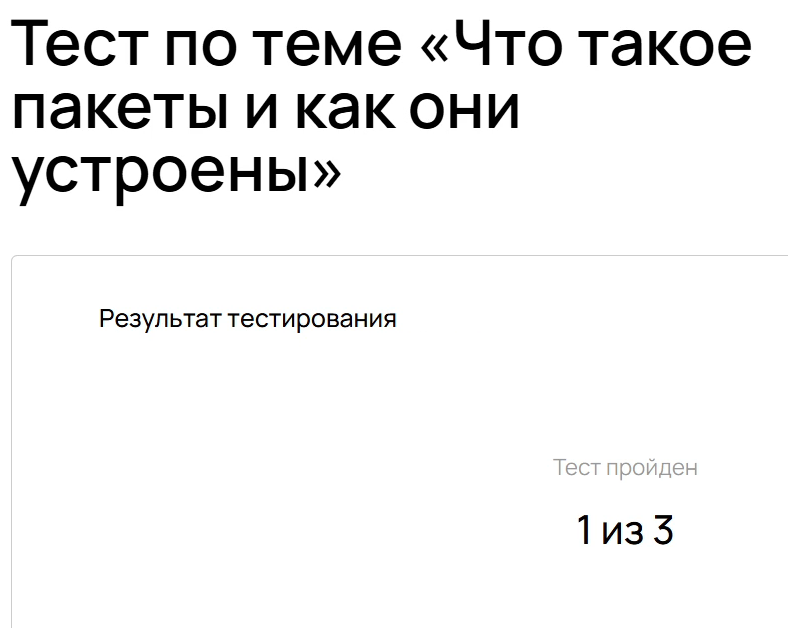 Тест по теме «Что такое
пакеты и как они
устроены»
Результат тестирования
Тест пройден
1 из 3